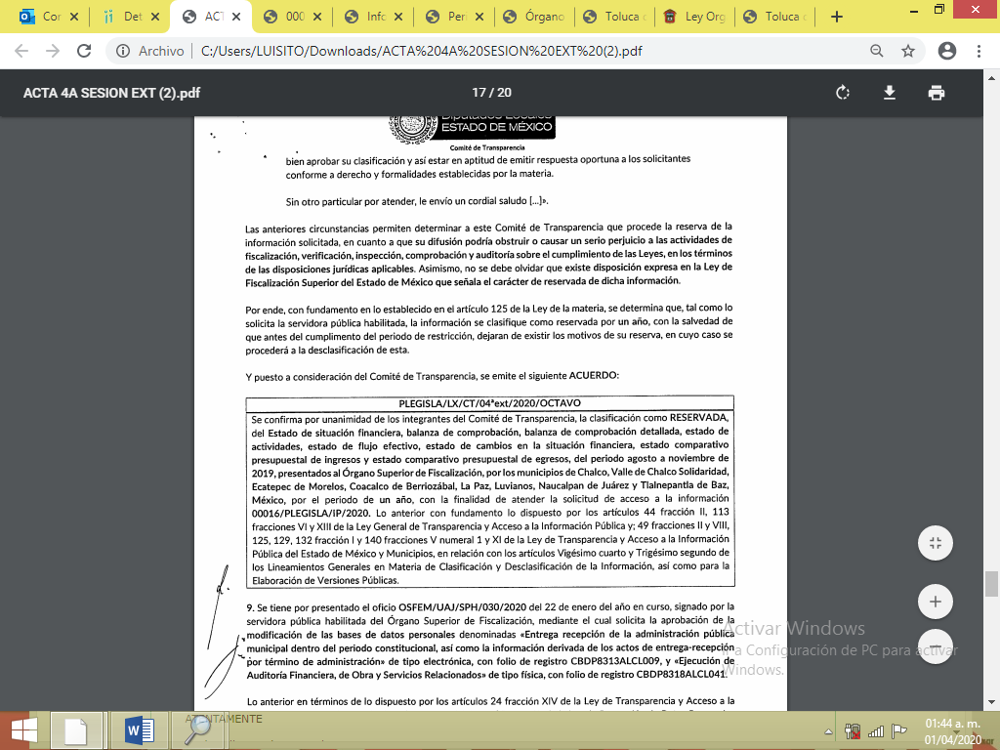 Cor
Det
ACT
000
Info
Peri
Órgano
Toluca
Ley Org
Toluca
Archivo
C:/Users/LUISITO/Downloads/ACTA%204A%20SESION%20EXT%20(2).pdf
ACTA 4A SESION EXT (2).pdf
17 / 20
Diputados Locales
ESTADO DE MÉXICO
Comité de Transparencia
bien aprobar su clasificación y así estar en aptitud de emitir respuesta oportuna a los solicitantes
conforme a derecho y formalidades establecidas por la materia.
Sin otro particular por atender, le envío un cordial saludo [...]».
Las anteriores circunstancias permiten determinar a este Comité de Transparencia que procede la reserva de la
información solicitada, en cuanto a que su difusión podría obstruir o causar un serio perjuicio a las actividades de
fiscalización, verificación, inspección, comprobación y auditoría sobre el cumplimiento de las Leyes, en los términos
de las disposiciones jurídicas aplicables. Asimismo, no se debe olvidar que existe disposición expresa en la Ley de
Fiscalización Superior del Estado de México que señala el carácter de reservada de dicha información.
Por ende, con fundamento en lo establecido en el artículo 125 de la Ley de la materia, se determina que, tal como lo
solicita la servidora pública habilitada, la información se clasifique como reservada por un año, con la salvedad de
que antes del cumplimento del periodo de restricción, dejaran de existir los motivos de su reserva, en cuyo caso se
procederá a la desclasificación de esta.
Y puesto a consideración del Comité de Transparencia, se emite el siguiente ACUERDO:
PLEGISLA/LX/CT/04ªext/2020/OCTAVO
Se confirma por unanimidad de los integrantes del Comité de Transparencia, la clasificación como RESERVADA,
del Estado de situación financiera, balanza de comprobación, balanza de comprobación detallada, estado de
actividades, estado de flujo efectivo, estado de cambios en la situación financiera, estado comparativo
presupuestal de ingresos y estado comparativo presupuestal de egresos, del periodo agosto a noviembre de
2019, presentados al Órgano Superior de Fiscalización, por los municipios de Chalco, Valle de Chalco Solidaridad,
Ecatepec de Morelos, Coacalco de Berriozábal, La Paz, Luvianos, Naucalpan de Juárez y Tlalnepantla de Baz,
México, por el periodo de un año, con la finalidad de atender la solicitud de acceso a la información
00016/PLEGISLA/IP/2020. Lo anterior con fundamento lo dispuesto por los artículos 44 fracción II, 113
fracciones VI y XIII de la Ley General de Transparencia y Acceso a la Información Pública y; 49 fracciones II y VIII,
125, 129, 132 fracción I y 140 fracciones V numeral 1 y XI de la Ley de Transparencia y Acceso a la Información
Pública del Estado de México y Municipios, en relación con los artículos Vigésimo cuarto y Trigésimo segundo de
los Lineamientos Generales en Materia de Clasificación y Desclasificación de la Información, así como para la
Elaboración de Versiones Públicas.
9. Se tiene por presentado el oficio OSFEM/UAJ/SPH/030/2020 del 22 de enero del año en curso, signado por la
servidora pública habilitada del Órgano Superior de Fiscalización, mediante el cual solicita la aprobación de la
modificación de las bases de datos personales denominadas «Entrega recepción de la administración pública
municipal dentro del periodo constitucional, así como la información derivada de los actos de entrega-recepción
por término de administración» de tipo electrónica, con folio de registro CBDP8313ALCL009, y «Ejecución de
Auditoría Financiera, de Obra y Servicios Relacionados» de tipo física, con folio de registro CBDP8318ALCL041.
Lo anterior en términos de lo dispuesto por los artículos 24 fracción XIV de la Ley de Transparencia y Acceso a la
Activar Windows
Ir a Configuración de PC para activar
Windows.
ATENTAMENTE
01:44 a. m.
01/04/2020